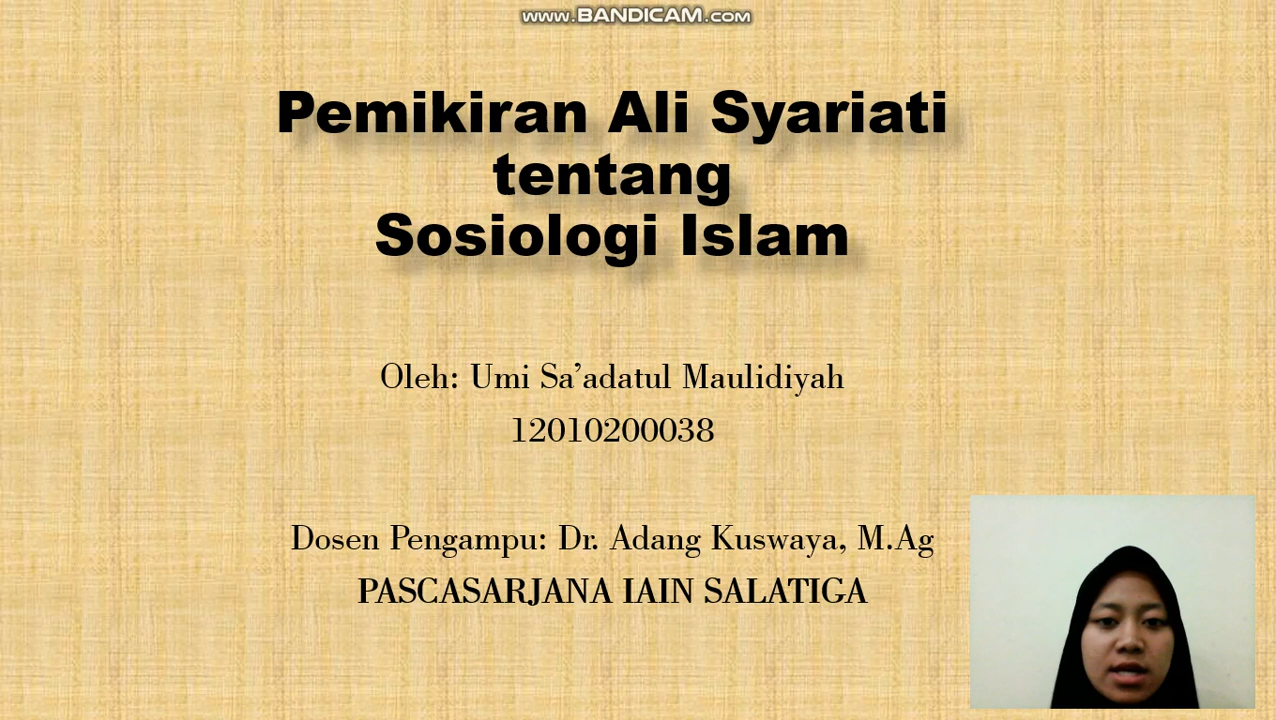 www.BANDICAM.com
Pemikiran Ali Syariati
tentang
Sosiologi Islam
Oleh: Umi Sa’adatul Maulidiyah
12010200038
Dosen Pengampu: Dr. Adang Kuswaya, M.Ag
PASCASARJANA IAIN SALATIGA